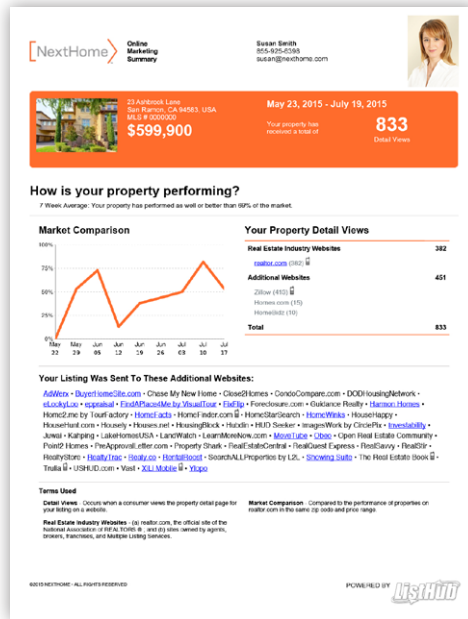 NextHome
Online
Marketing
Summary
Susan Smith
855-925-6398
susan@nexthome.com
23 Ashbrook Lane
San Ramon, CA 94583, USA
MLS # 0000000
$599,900
May 23, 2015 - July 19, 2015
Your property has
received a total of
833
Detail Views
How is your property performing?
7 Week Average: Your property has performed as well or better than 69% of the market.
Market Comparison
100%
75%
50%
25%
0%
May 22
May 29
Jun 05
Jun 12
Jun 19
Jun 26
Jul 03
Jul 10
Jul 17
Your Property Detail Views
Real Estate Industry Websites 382
realtor.com (382)
Additional Websites 451
Zillow
Homes.com (15)
Total 833
Your Listing Was Sent To These Additional Websites:
AdWerx • BuyerHomeSite.com • Chase My New Home • Close2Homes • CondoCompare.com • DODHousingNetwork •
eLookyLoo • eppraisal • FindAPlace4Me by VisualTour • FixFlip • Foreclosure.com • Guidance Realty • Harmon Homes •
Home2.me by TourFactory • HomeFacts • HomeFinder.com • HomeStarSearch • HomeWinks • HouseHappy •
HouseHunt.com • Housely • Houses.net • HousingBlock • Hubdin • HUD Seeker • ImagesWork by CirclePix • Investability •
Juwai • Kahping • LakeHomesUSA • LandWatch • LearnMoreNow.com • MoveTube • Oboo • Open Real Estate Community •
Point2 Homes • PreApprovalLetter.com • Property Shark • RealEstateCentral • RealQuest Express • RealSavvy • RealStir •
RealtyStore • RealtyTrac • Realy.co • RentalRoost • SearchALLProperties by L2L • Showing Suite • The Real Estate Book •
Trulia • USHUD.com • Vast • XILI Mobile • Ylopo
Terms Used
Detail Views - Occurs when a consumer views the property detail page for
your listing on a website.
Real Estate Industry Websites - (a) realtor.com, the official site of the
National Association of REALTORS ®, and (b) sites owned by agents,
brokers, franchises, and Multiple Listing Services.
Market Comparison - Compared to the performance of properties on
realtor.com in the same zip code and price range.
©2015 NEXTHOME - ALL RIGHTS RESERVED
POWERED BY ListHub